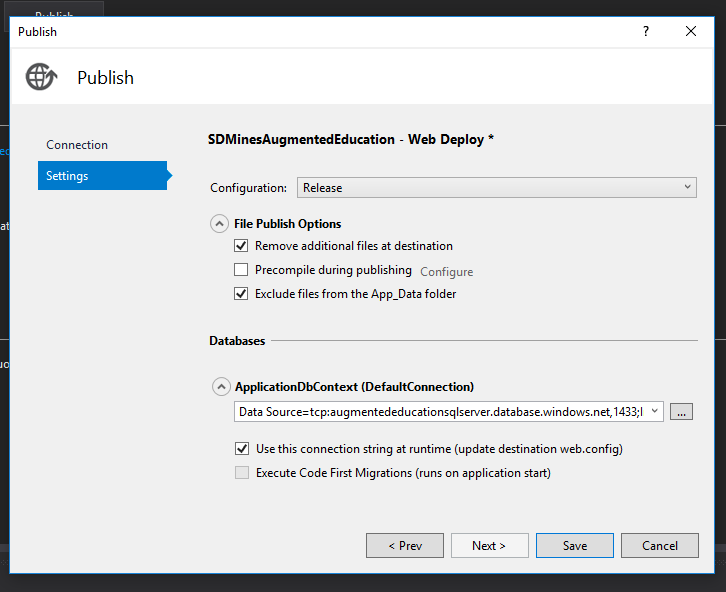 Publish
Publish
?
Publish
Connection
Settings
SDMinesAugmentedEducation - Web Deploy *
Configuration: Release
File Publish Options
Remove additional files at destination
Precompile during publishing Configure
Exclude files from the App_Data folder
Databases
ApplicationDbContext (DefaultConnection)
Data Source=tcp:augmentededucationsqlserver.database.windows.net,1433;I
...
Use this connection string at runtime (update destination web.config)
Execute Code First Migrations (runs on application start)
< Prev Next > Save Cancel